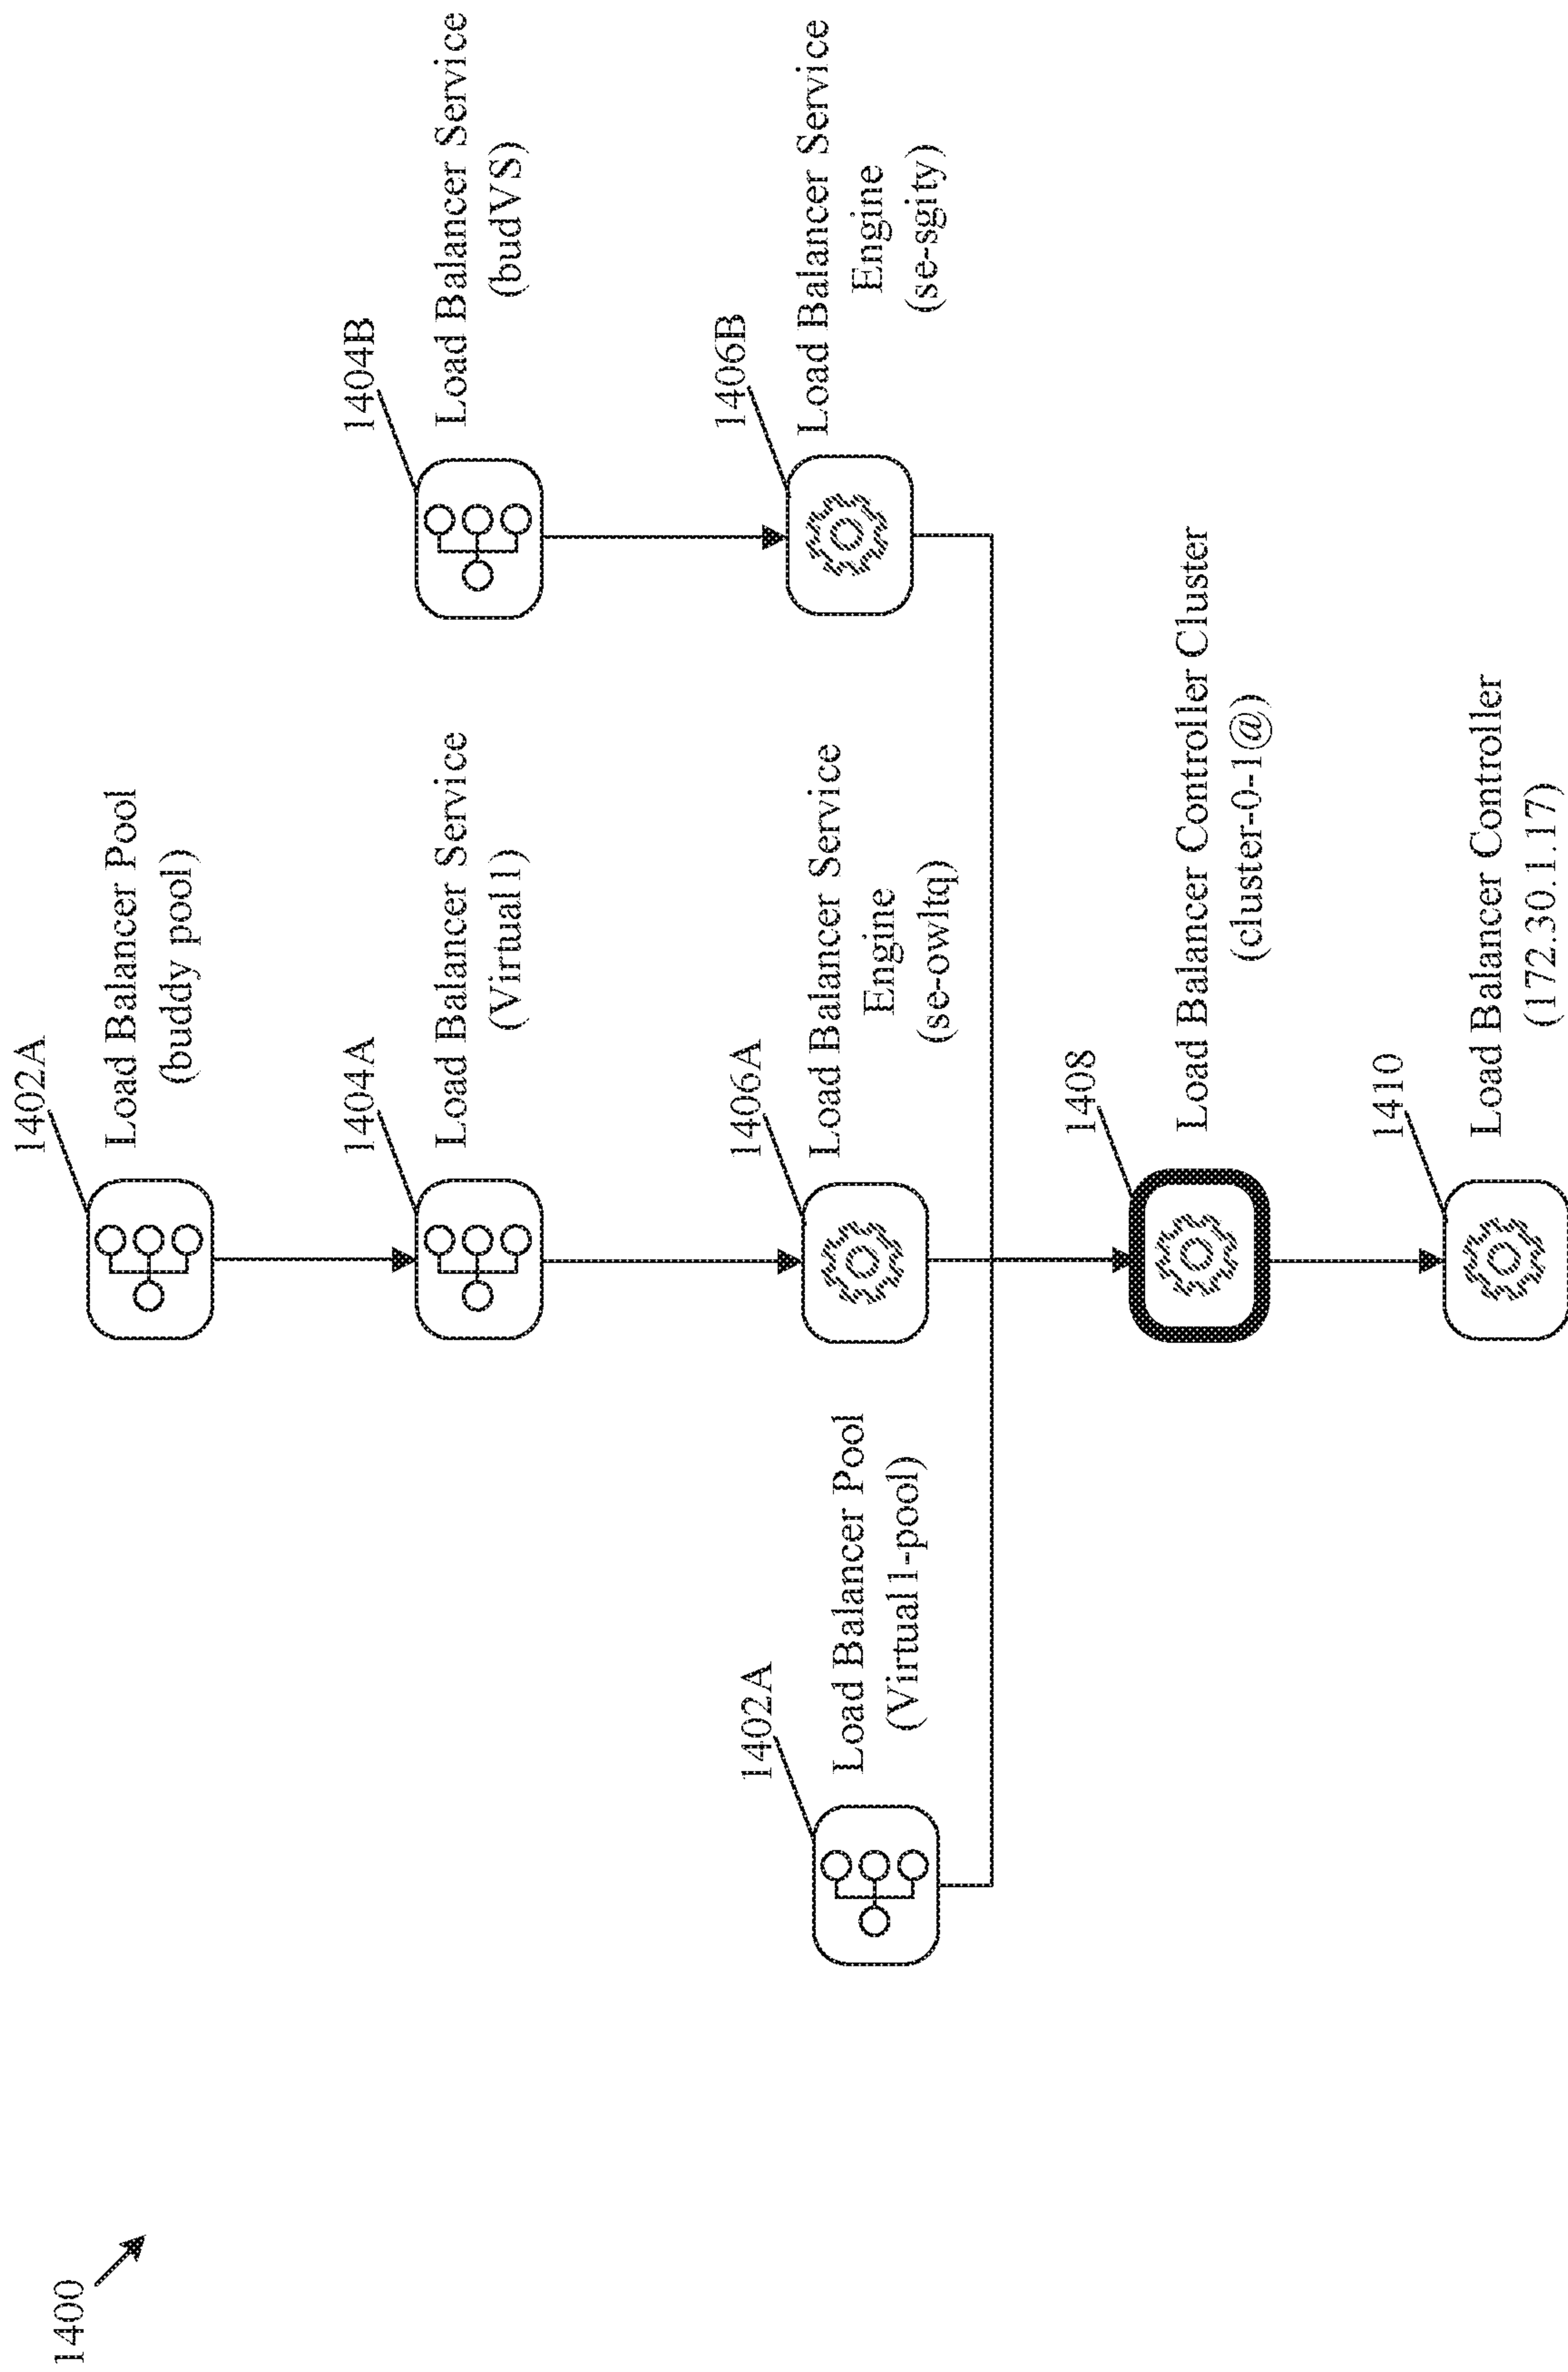 1400
1402A
Load Balancer Pool
(buddy pool)
1404A
Load Balancer Service
(Virtual1)
1404B
Load Balancer Service
(budVS)
1402A
Load Balancer Pool
(Virtual1-pool)
1406A
Load Balancer Service
Engine
(se-owltq)
1406B
Load Balancer Service
Engine
(se-sgity)
1408
Load Balancer Controller Cluster
(cluster-0-1@)
1410
Load Balancer Controller
(172.30.1.17)